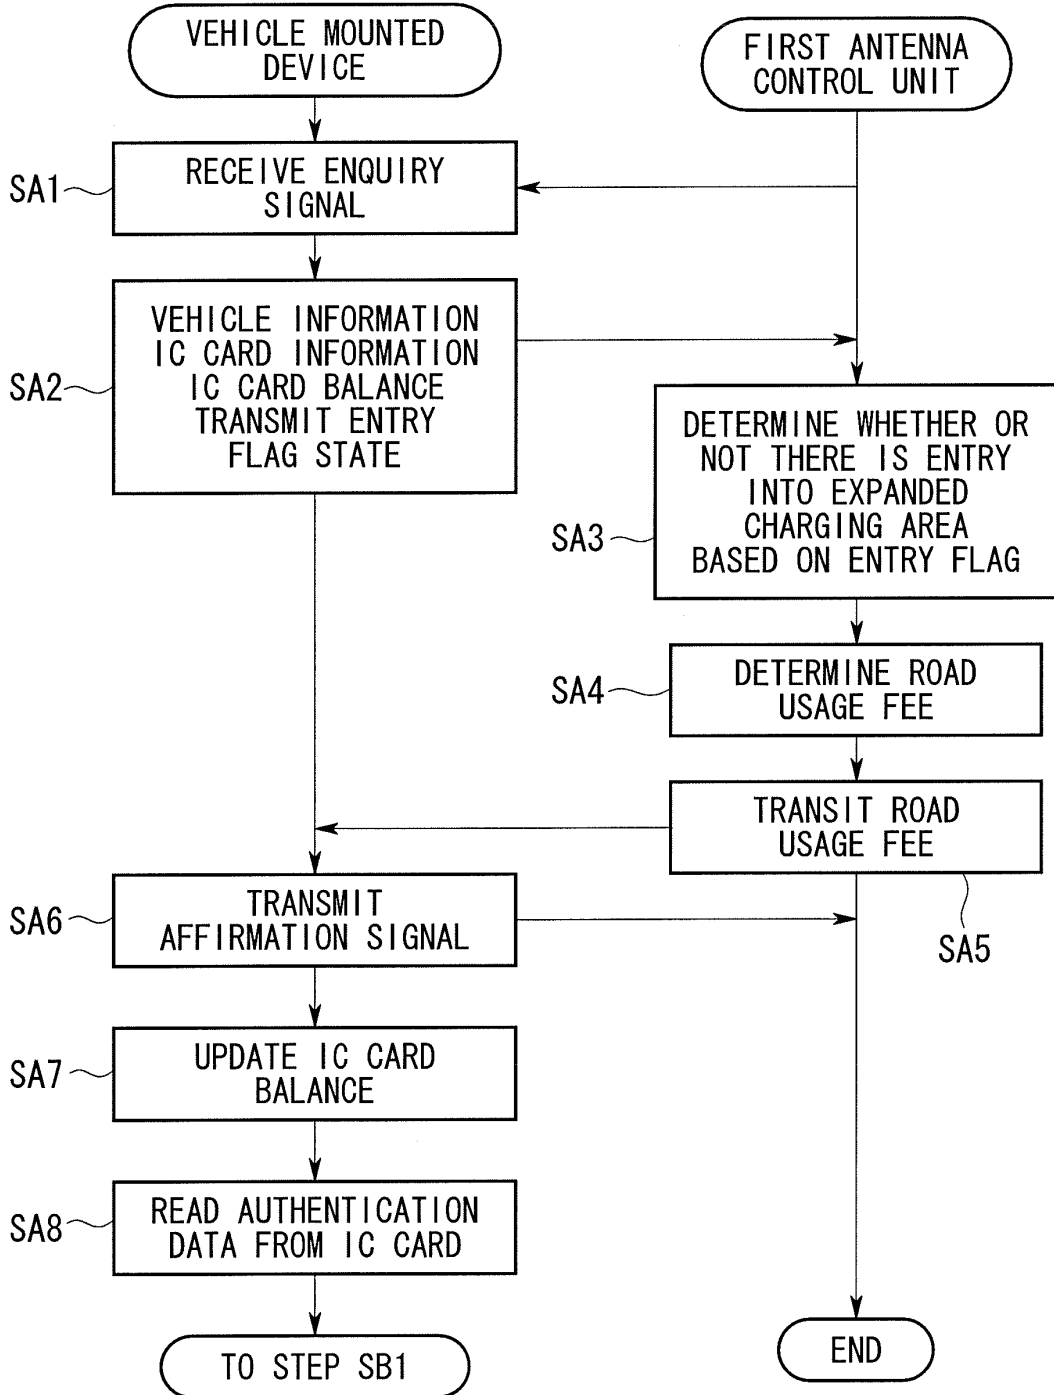 VEHICLE MOUNTED
DEVICE
FIRST ANTENNA
CONTROL UNIT
SA1
RECEIVE ENQUIRY
SIGNAL
SA2
VEHICLE INFORMATION
IC CARD INFORMATION
IC CARD BALANCE
TRANSMIT ENTRY
FLAG STATE
SA3
DETERMINE WHETHER OR
NOT THERE IS ENTRY
INTO EXPANDED
CHARGING AREA
BASED ON ENTRY FLAG
SA4
DETERMINE ROAD
USAGE FEE
TRANSIT ROAD
USAGE FEE
SA5
SA6
TRANSMIT
AFFIRMATION SIGNAL
SA7
UPDATE IC CARD
BALANCE
SA8
READ AUTHENTICATION
DATA FROM IC CARD
TO STEP SB1
END